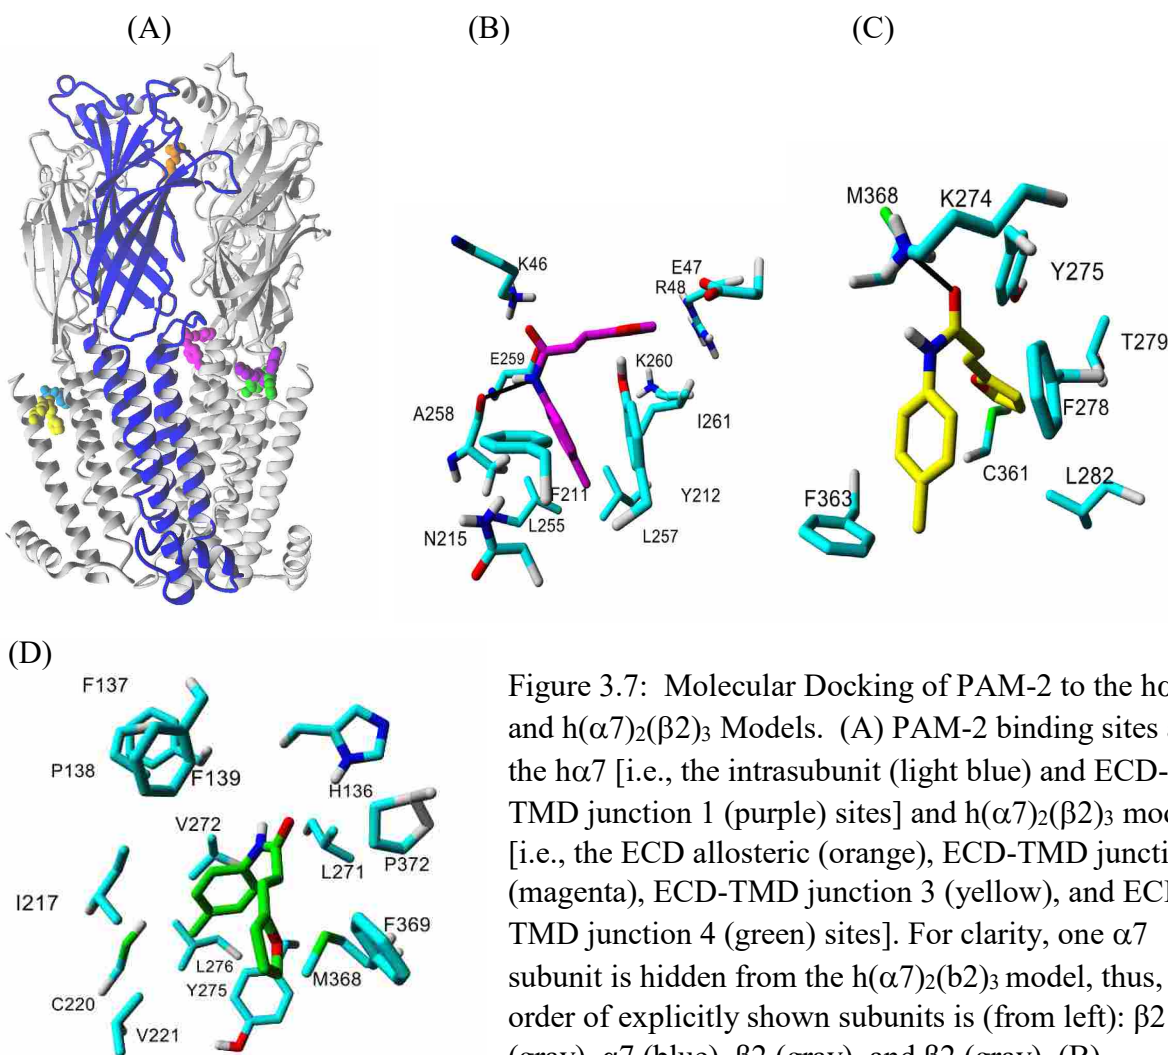 (A)
(B)
(C)
K46
E47
R48
E259
K260
A258
I261
F211
Y212
L255
N215
L257
M368
K274
Y275
T279
F278
C361
L282
F363
(D)
F137
P138
F139
H136
V272
L271
P372
I217
F369
L276
M368
Y275
C220
V221
Figure 3.7: Molecular Docking of PAM-2 to the
and h(α7)₂(β2)₃ Models. (A) PAM-2 binding sites
the hα7 [i.e., the intrasubunit (light blue) and ECD-
TMD junction 1 (purple) sites] and h(α7)₂(β2)₃
[i.e., the ECD allosteric (orange), ECD-TMD
(magenta), ECD-TMD junction 3 (yellow), and
TMD junction 4 (green) sites]. For clarity, one α7
subunit is hidden from the h(α7)₂(b2)₃ model, thus,
order of explicitly shown subunits is (from left): β2
(gray), α7 (blue), β2 (gray), and β2 (gray). (B)